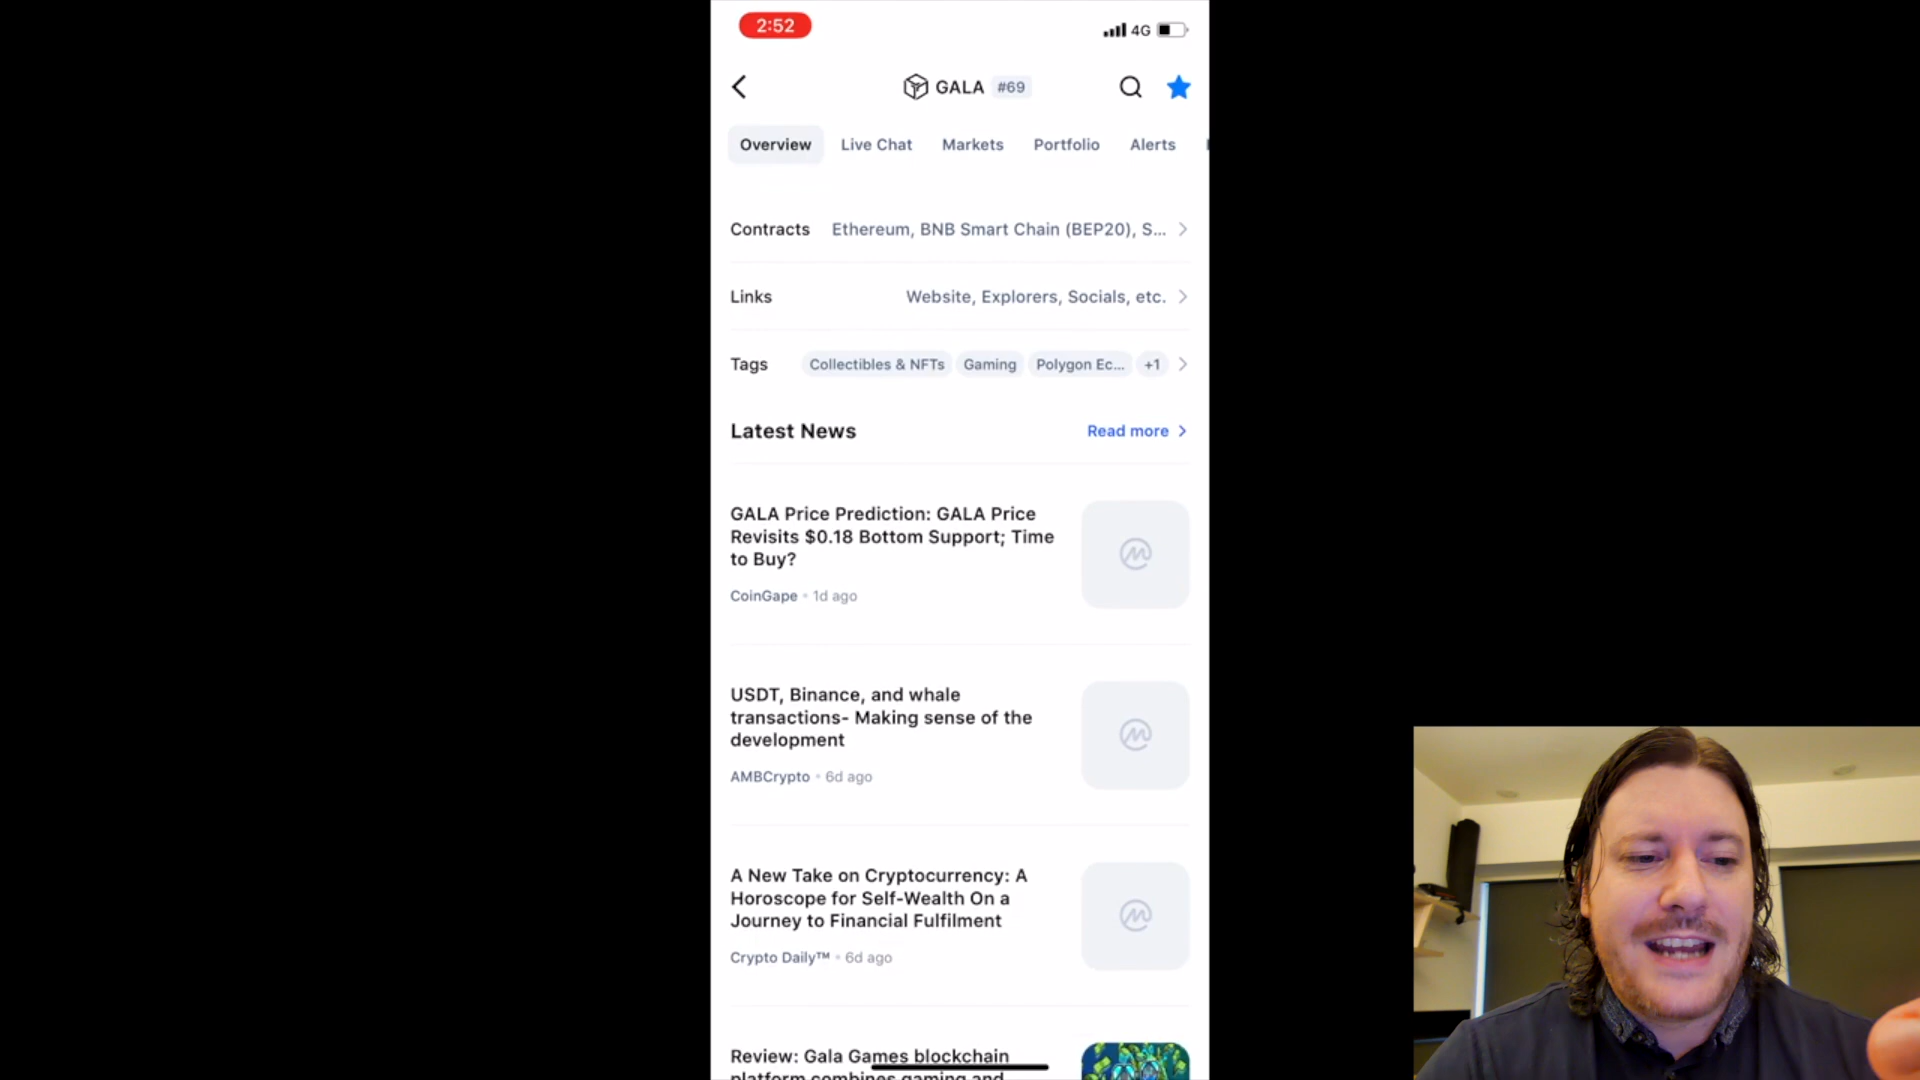 2:52
4G
GALA #69
Overview Live Chat Markets Portfolio Alerts
Contracts Ethereum, BNB Smart Chain (BEP20), S...
Links Website, Explorers, Socials, etc.
Tags Collectibles & NFTs Gaming Polygon Ec... +1
Latest News Read more
GALA Price Prediction: GALA Price
Revisits $0.18 Bottom Support; Time
to Buy?
CoinGape • 1d ago
USDT, Binance, and whale
transactions- Making sense of the
development
AMBCrypto • 6d ago
A New Take on Cryptocurrency: A
Horoscope for Self-Wealth On a
Journey to Financial Fulfilment
Crypto Daily™ • 6d ago
Review: Gala Games blockchain
platform combines gaming and